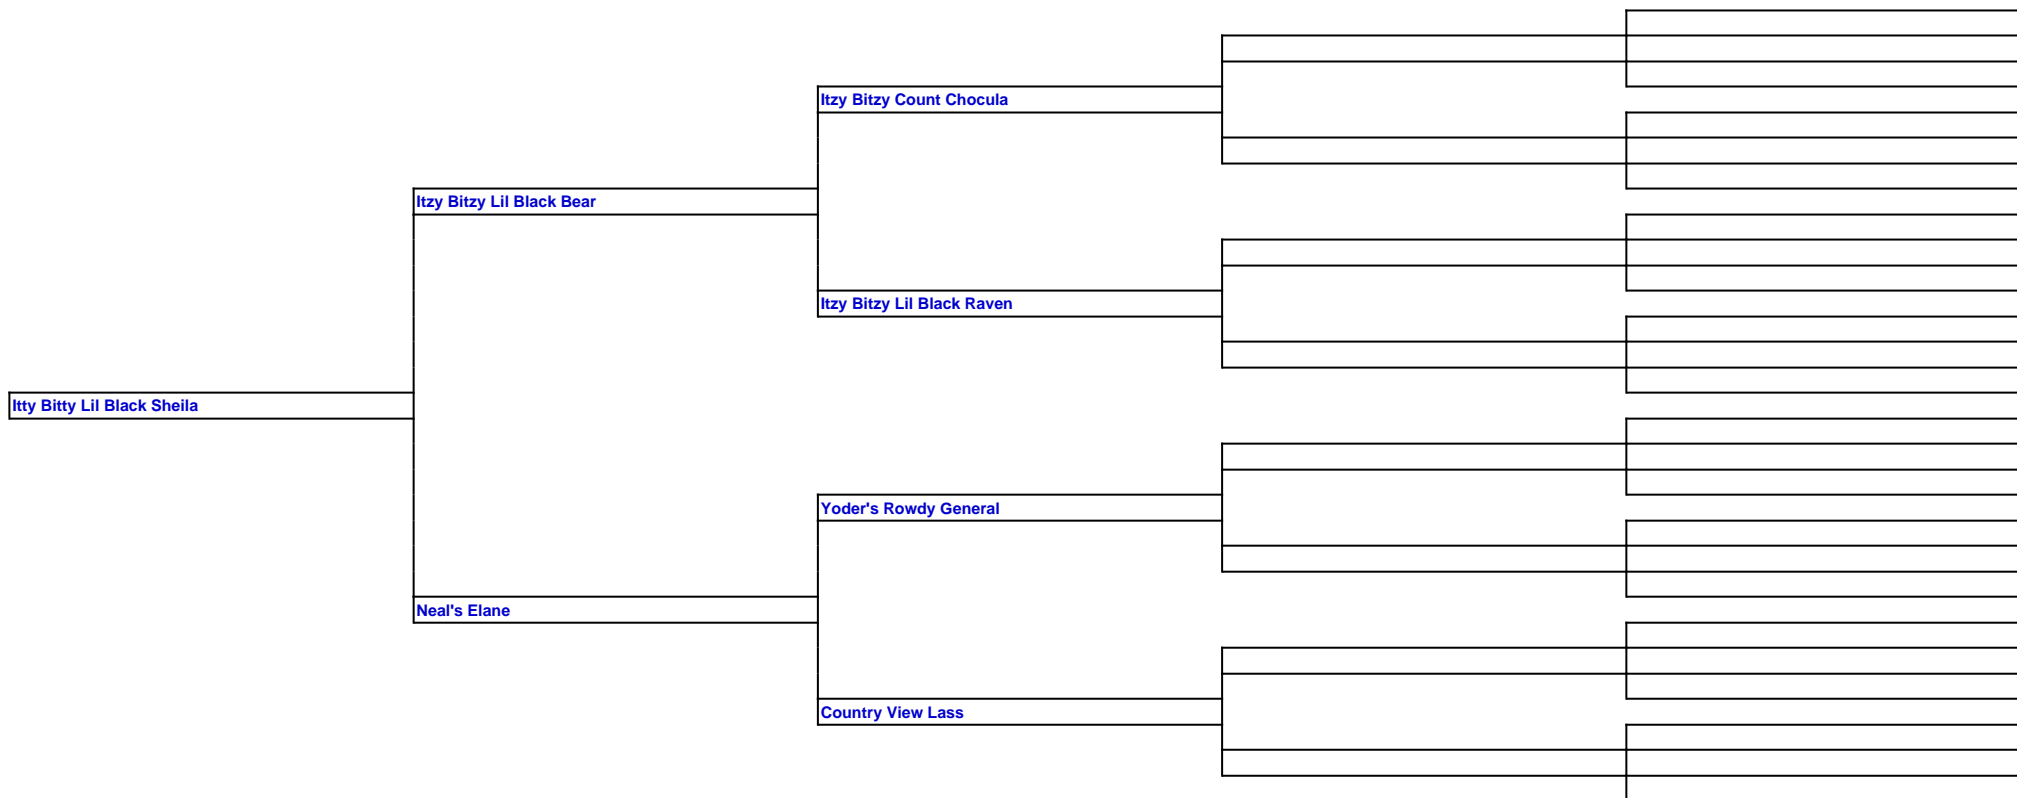 Itzy Bitzy Count Chocula
Itzy Bitzy Lil Black Bear
Itzy Bitzy Lil Black Raven
Itty Bitty Lil Black Sheila
Yoder's Rowdy General
Neal's Elane
Country View Lass